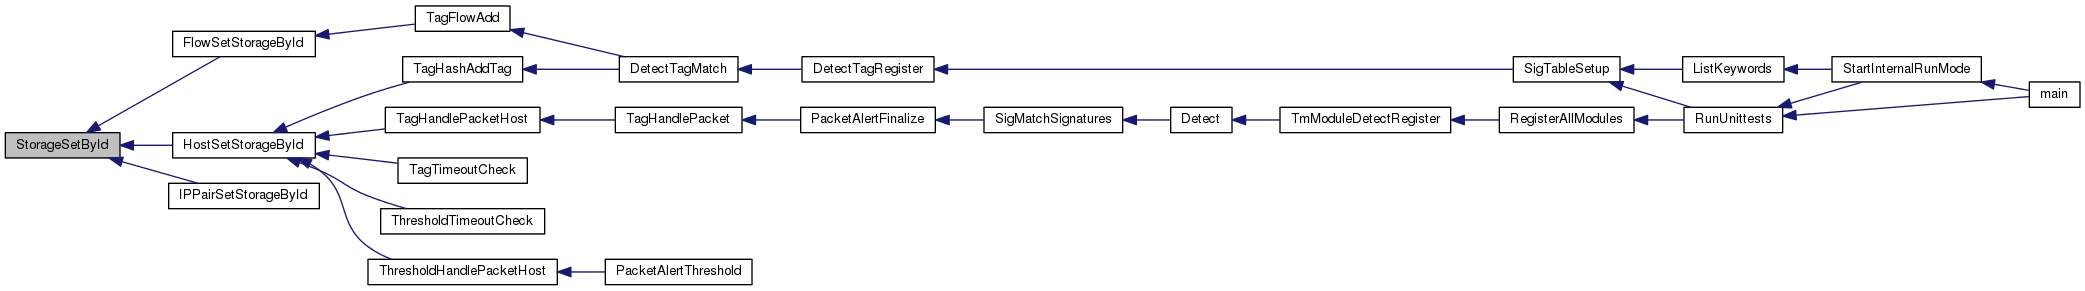 TagFlowAdd
FlowSetStorageById
TagHashAddTag
DetectTagMatch
DetectTagRegister
SigTableSetup
ListKeywords
StartInternalRunMode
main
TagHandlePacketHost
TagHandlePacket
PacketAlertFinalize
SigMatchSignatures
Detect
TmModuleDetectRegister
RegisterAllModules
RunUnittests
StorageSetById
HostSetStorageById
TagTimeoutCheck
IPPairSetStorageById
ThresholdTimeoutCheck
ThresholdHandlePacketHost
PacketAlertThreshold